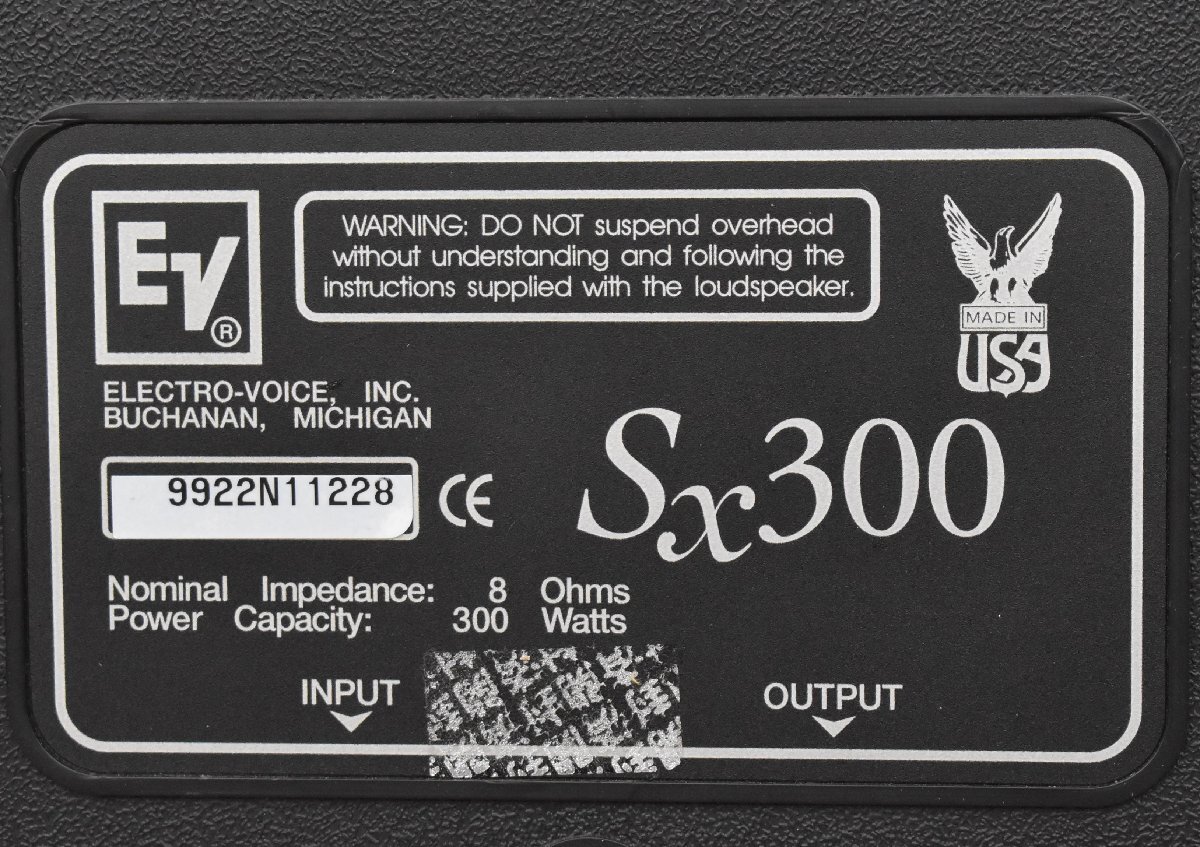 EV®
WARNING: DO NOT suspend overhead
without understanding and following the
instructions supplied with the loudspeaker.
MADE IN
USA
ELECTRO-VOICE, INC.
BUCHANAN, MICHIGAN
Sx300
9922N11228
CE
Nominal Impedance: 8 Ohms
Power Capacity: 300 Watts
INPUT
OUTPUT